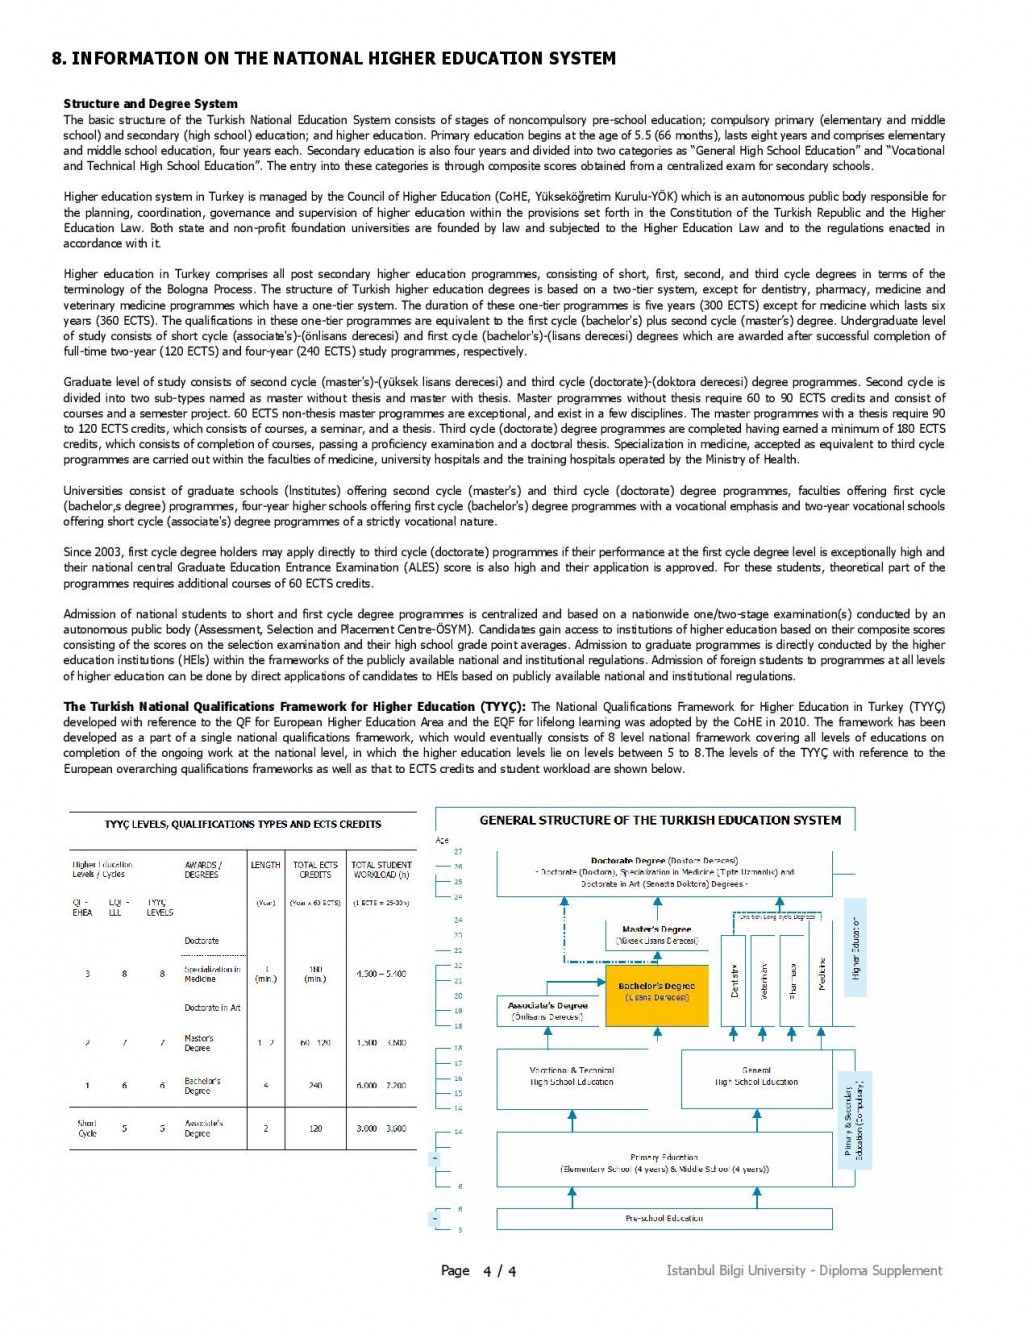 8. INFORMATION ON THE NATIONAL HIGHER EDUCATION SYSTEM
Structure and Degree System
The basic structure of the Turkish National Education System consists of stages of noncompulsory pre-school education; compulsory primary (elementary and middle
school) and secondary (high school) education; and higher education. Primary education begins at the age of 5.5 (66 months), lasts eight years and comprises elementary
and middle school education, four years each. Secondary education is also four years and divided into two categories as “General High School Education” and “Vocational
and Technical High School Education”. The entry into these categories is through composite scores obtained from a centralized exam for secondary schools.
Higher education system in Turkey is managed by the Council of Higher Education (CoHE, Yükseköğretim Kurulu-YÖK) which is an autonomous public body responsible for
the planning, coordination, governance and supervision of higher education within the provisions set forth in the Constitution of the Turkish Republic and the Higher
Education Law. Both state and non-profit foundation universities are founded by law and subjected to the Higher Education Law and to the regulations enacted in
accordance with it.
Higher education in Turkey comprises all post secondary higher education programmes, consisting of short, first, second, and third cycle degrees in terms of the
terminology of the Bologna Process. The structure of Turkish higher education degrees is based on a two-tier system, except for dentistry, pharmacy, medicine and
veterinary medicine programmes which have a one-tier system. The duration of these one-tier programmes is five years (300 ECTS) except for medicine which lasts six
years (360 ECTS). The qualifications in these one-tier programmes are equivalent to the first cycle (bachelor's) plus second cycle (master's) degree. Undergraduate level
of study consists of short cycle (associate's)-(önlisans derecesi) and first cycle (bachelor's)-(lisans derecesi) degrees which are awarded after successful completion of
full-time two-year (120 ECTS) and four-year (240 ECTS) study programmes, respectively.
Graduate level of study consists of second cycle (master's)-(yüksek lisans derecesi) and third cycle (doctorate)-(doktora derecesi) degree programmes. Second cycle is
divided into two sub-types named as master without thesis and master with thesis. Master programmes without thesis require 60 to 90 ECTS credits and consist of
courses and a semester project. 60 ECTS non-thesis master programmes are exceptional, and exist in a few disciplines. The master programmes with a thesis require 90
to 120 ECTS credits, which consists of courses, a seminar, and a thesis. Third cycle (doctorate) degree programmes are completed having earned a minimum of 180 ECTS
credits, which consists of completion of courses, passing a proficiency examination and a doctoral thesis. Specialization in medicine, accepted as equivalent to third cycle
programmes are carried out within the faculties of medicine, university hospitals and the training hospitals operated by the Ministry of Health.
Universities consist of graduate schools (Institutes) offering second cycle (master's) and third cycle (doctorate) degree programmes, faculties offering first cycle
(bachelor,s degree) programmes, four-year higher schools offering first cycle (bachelor's) degree programmes with a vocational emphasis and two-year vocational schools
offering short cycle (associate's) degree programmes of a strictly vocational nature.
Since 2003, first cycle degree holders may apply directly to third cycle (doctorate) programmes if their performance at the first cycle degree level is exceptionally high and
their national central Graduate Education Entrance Examination (ALES) score is also high and their application is approved. For these students, theoretical part of the
programmes requires additional courses of 60 ECTS credits.
Admission of national students to short and first cycle degree programmes is centralized and based on a nationwide one/two-stage examination(s) conducted by an
autonomous public body (Assessment, Selection and Placement Centre-ÖSYM). Candidates gain access to institutions of higher education based on their composite scores
consisting of the scores on the selection examination and their high school grade point averages. Admission to graduate programmes is directly conducted by the higher
education institutions (HEIs) within the frameworks of the publicly available national and institutional regulations. Admission of foreign students to programmes at all levels
of higher education can be done by direct applications of candidates to HEIs based on publicly available national and institutional regulations.
The Turkish National Qualifications Framework for Higher Education (TYYÇ): The National Qualifications Framework for Higher Education in Turkey (TYYÇ)
developed with reference to the QF for European Higher Education Area and the EQF for lifelong learning was adopted by the CoHE in 2010. The framework has been
developed as a part of a single national qualifications framework, which would eventually consists of 8 level national framework covering all levels of educations on
completion of the ongoing work at the national level, in which the higher education levels lie on levels between 5 to 8.The levels of the TYYÇ with reference to the
European overarching qualifications frameworks as well as that to ECTS credits and student workload are shown below.
TYYÇ LEVELS, QUALIFICATIONS TYPES AND ECTS CREDITS
Higher Education Levels / Cycles
AWARDS / DEGREES
LENGTH
TOTAL ECTS CREDITS
TOTAL STUDENT WORKLOAD (h)
QF - EHEA
EQF - LLL
TYYÇ LEVELS
(Year)
(Year x 60 ECTS)
(1 ECTS = 25-30 h)
Doctorate
3 8 8 Specialization in Medicine 3 (min.) 180 (min.) 4.500 – 5.400
Doctorate in Art
2 7 7 Master's Degree 1 - 2 60 - 120 1.500 - 3.600
1 6 6 Bachelor's Degree 4 240 6.000 - 7.200
Short Cycle 5 5 Associate's Degree 2 120 3.000 - 3.600
GENERAL STRUCTURE OF THE TURKISH EDUCATION SYSTEM
Age
27
26
25
24
Doctorate Degree (Doktora Derecesi)
- Doctorate (Doktora), Specialization in Medicine (Tıpta Uzmanlık) and
Doctorate in Art (Sanatta Doktora) Degrees -
24
23
22
Master's Degree
(Yüksek Lisans Derecesi)
One tier, Long cycle Degrees
22
21
20
19
18
Bachelor's Degree
(Lisans Derecesi)
Associate's Degree
(Önlisans Derecesi)
Dentistry
Veterinary
Pharmacy
Medicine
Higher Education
18
17
16
15
14
Vocational & Technical
High School Education
General
High School Education
Primary & Secondary
Education (Compulsary)
14
6
Primary Education
(Elementary School (4 years) & Middle School (4 years))
6
3
Pre-school Education
Page 4 / 4
Istanbul Bilgi University - Diploma Supplement